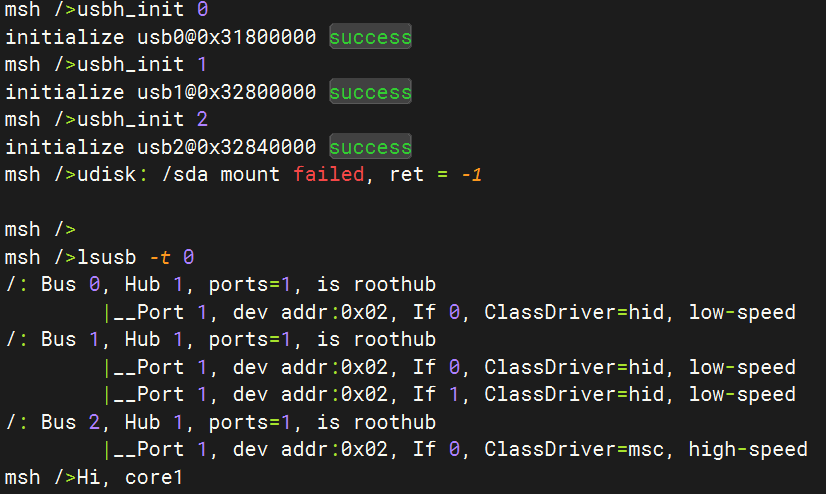 msh />usbh_init 0
initialize usb0@0x31800000 success
msh />usbh_init 1
initialize usb1@0x32800000 success
msh />usbh_init 2
initialize usb2@0x32840000 success
msh />udisk: /sda mount failed, ret = -1
msh />
msh />lsusb -t 0
/: Bus 0, Hub 1, ports=1, is roothub
|__Port 1, dev addr:0x02, If 0, ClassDriver=hid, low-speed
/: Bus 1, Hub 1, ports=1, is roothub
|__Port 1, dev addr:0x02, If 0, ClassDriver=hid, low-speed
|__Port 1, dev addr:0x02, If 1, ClassDriver=hid, low-speed
/: Bus 2, Hub 1, ports=1, is roothub
|__Port 1, dev addr:0x02, If 0, ClassDriver=msc, high-speed
msh />Hi, core1